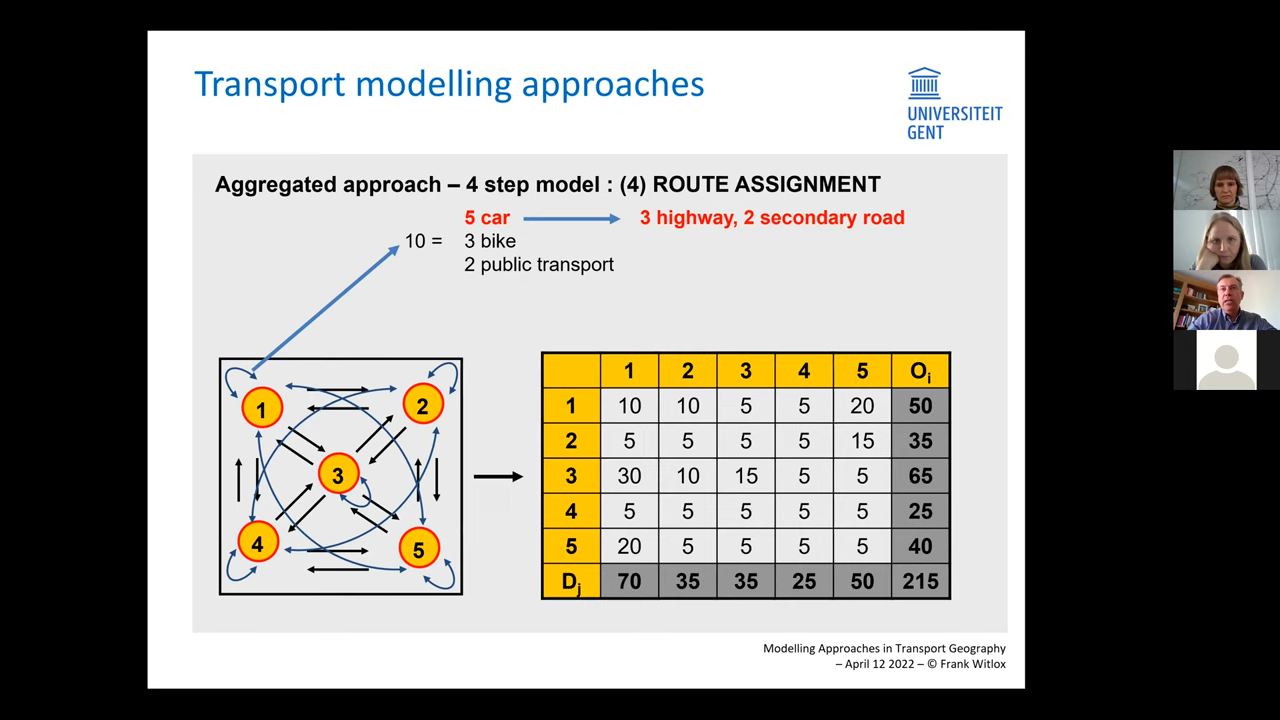 Transport modelling approaches
UNIVERSITEIT
GENT
Aggregated approach – 4 step model : (4) ROUTE ASSIGNMENT
5 car 3 highway, 2 secondary road
10 = 3 bike
2 public transport
1 2 3 4 5 Oi
1 10 10 5 5 20 50
2 5 5 5 5 15 35
3 30 10 15 5 5 65
4 5 5 5 5 5 25
5 20 5 5 5 5 40
Dj 70 35 35 25 50 215
1 2
3
4 5
Modelling Approaches in Transport Geography
– April 12 2022 – © Frank Witlox